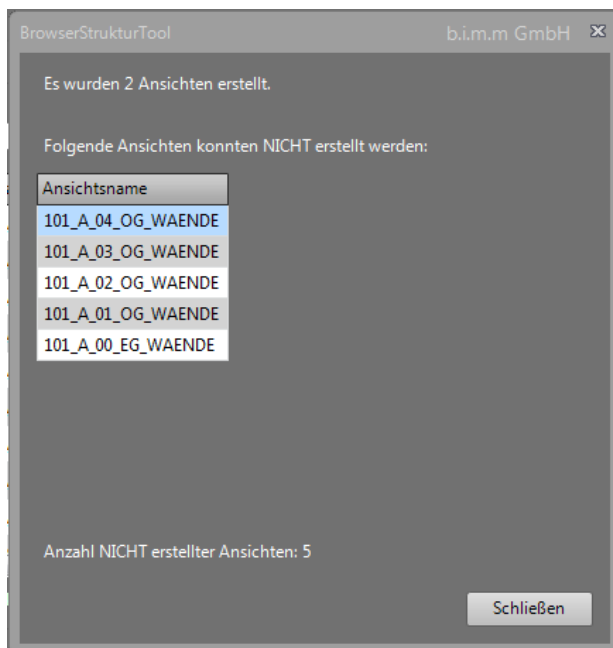 BrowserStrukturTool b.i.m.m GmbH
Es wurden 2 Ansichten erstellt.
Folgende Ansichten konnten NICHT erstellt werden:
Ansichtsname
101_A_04_OG_WAENDE
101_A_03_OG_WAENDE
101_A_02_OG_WAENDE
101_A_01_OG_WAENDE
101_A_00_EG_WAENDE
Anzahl NICHT erstellter Ansichten: 5
Schließen